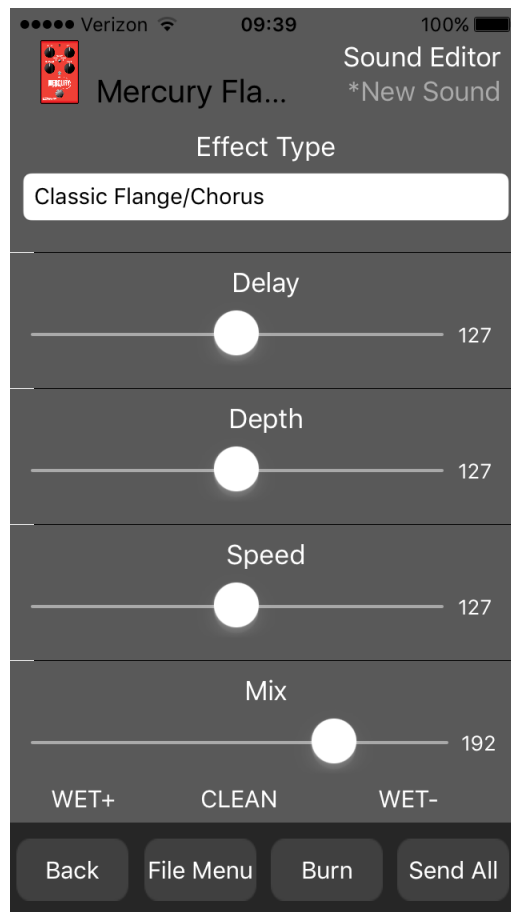 Verizon 09:39 100%
MERCURY
Mercury Fla... Sound Editor
*New Sound
Effect Type
Classic Flange/Chorus
Delay
127
Depth
127
Speed
127
Mix
192
WET+ CLEAN WET-
Back File Menu Burn Send All